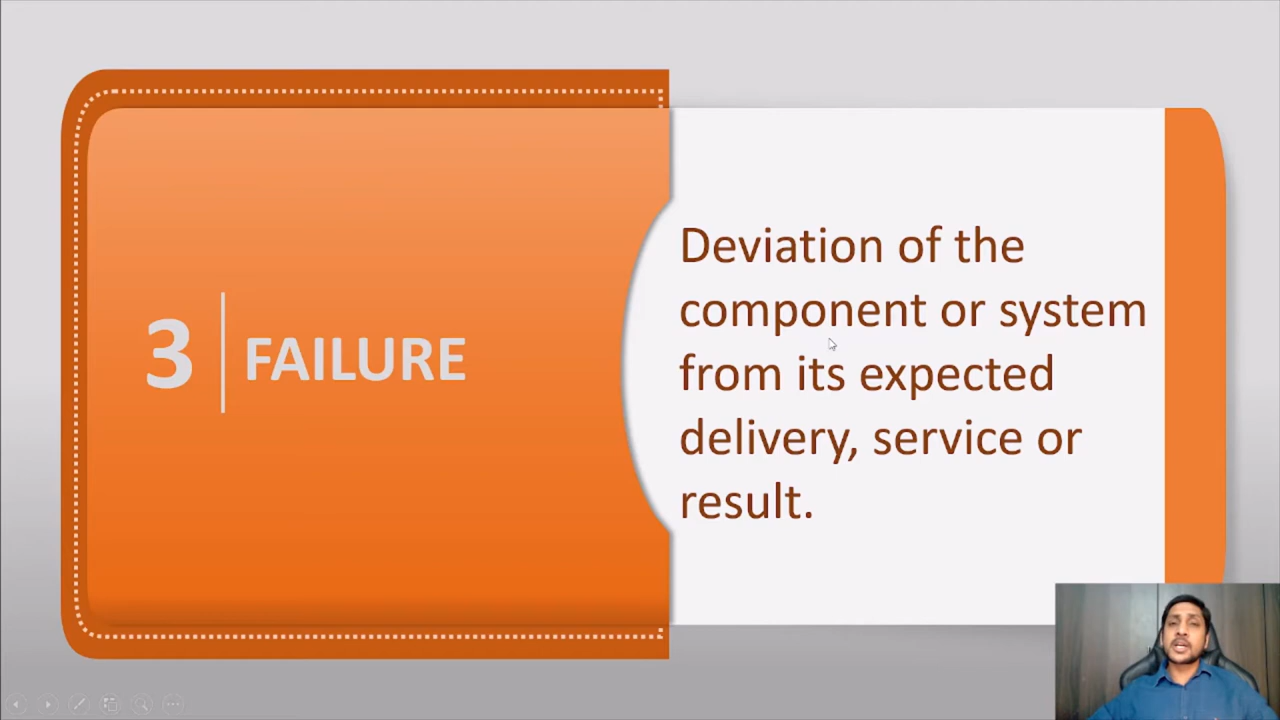 3
FAILURE
Deviation of the
component or system
from its expected
delivery, service or
result.